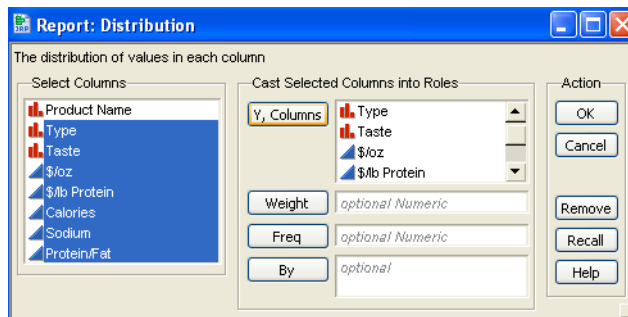 Report: Distribution
The distribution of values in each column
Select Columns
Product Name
Type
Taste
$/oz
$/lb Protein
Calories
Sodium
Protein/Fat
Cast Selected Columns into Roles
Y, Columns
Type
Taste
$/oz
$/lb Protein
Weight
optional Numeric
Freq
optional Numeric
By
optional
Action
OK
Cancel
Remove
Recall
Help